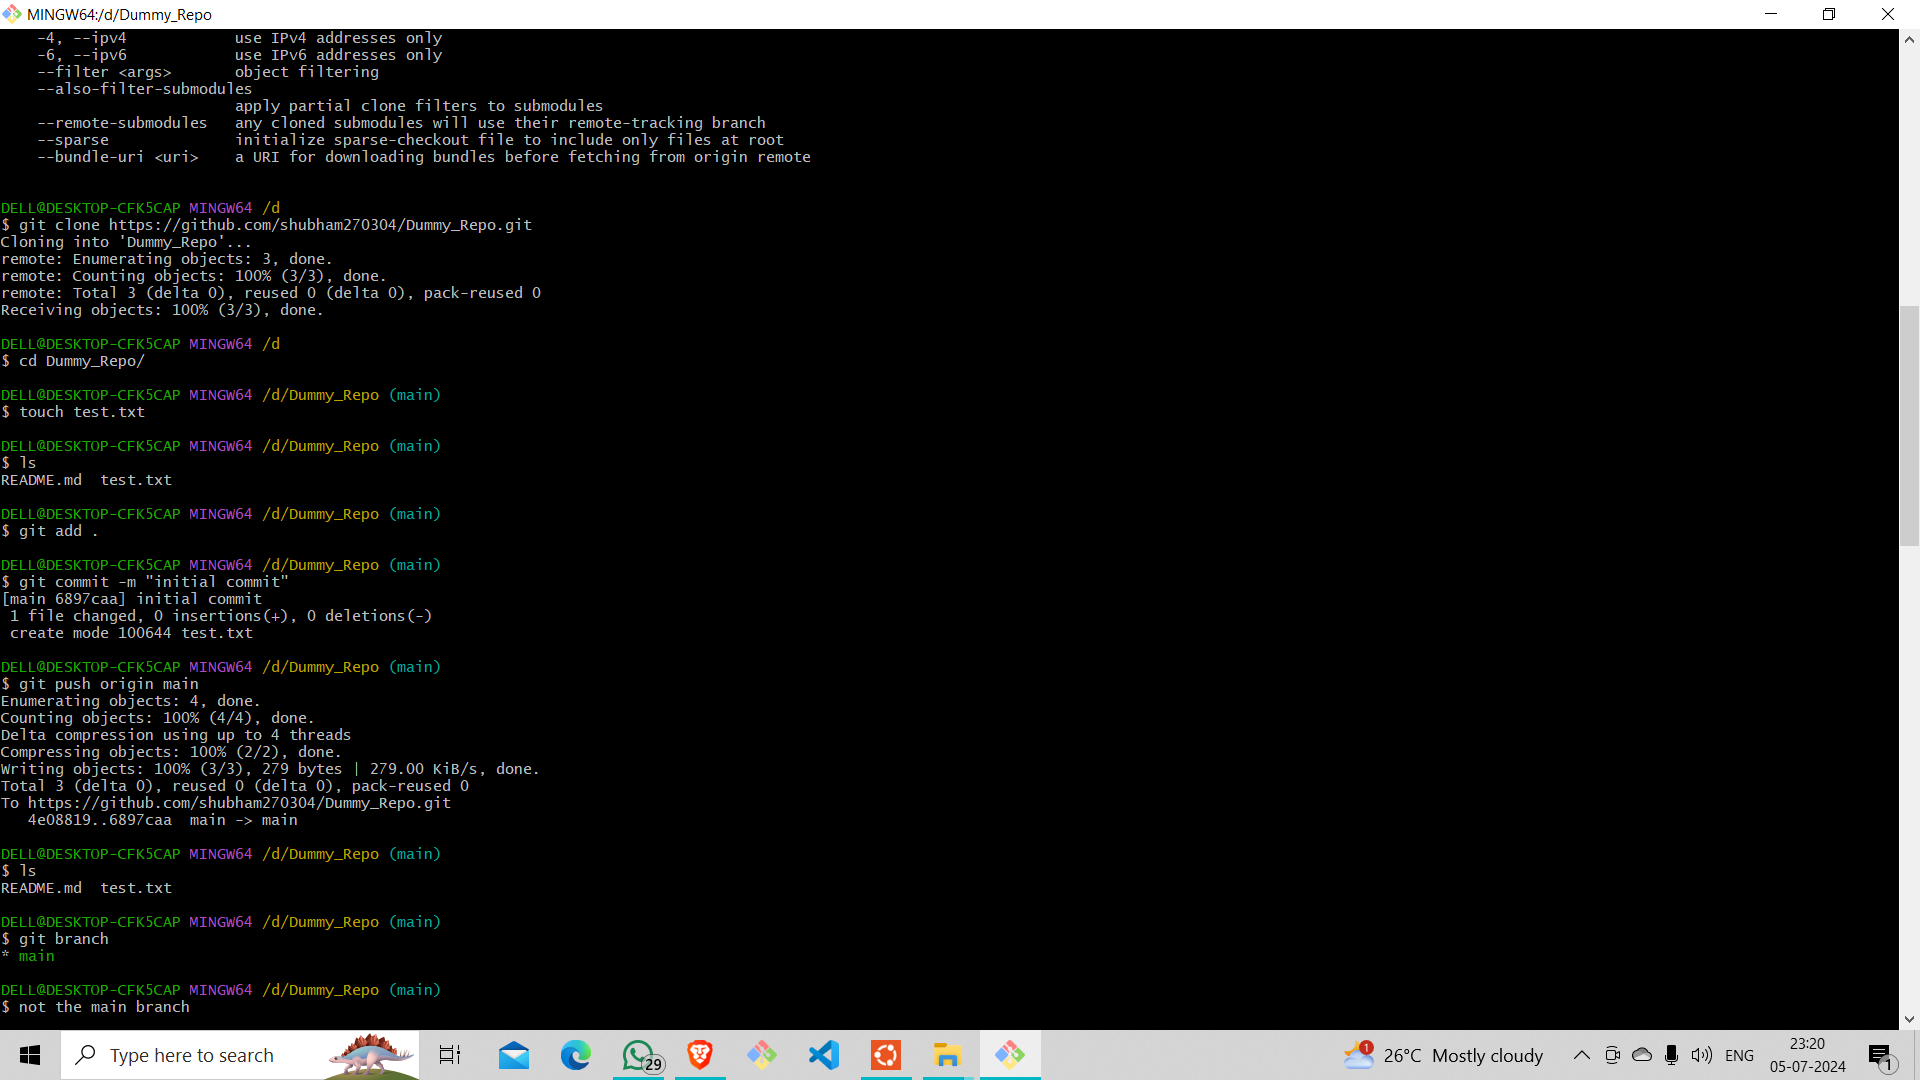 MINGW64:/d/Dummy_Repo
-4, --ipv4            use IPv4 addresses only
-6, --ipv6            use IPv6 addresses only
--filter <args>       object filtering
--also-filter-submodules
apply partial clone filters to submodules
--remote-submodules   any cloned submodules will use their remote-tracking branch
--sparse              initialize sparse-checkout file to include only files at root
--bundle-uri <uri>    a URI for downloading bundles before fetching from origin remote
DELL@DESKTOP-CFK5CAP MINGW64 /d
$ git clone https://github.com/shubham270304/Dummy_Repo.git
Cloning into 'Dummy_Repo'...
remote: Enumerating objects: 3, done.
remote: Counting objects: 100% (3/3), done.
remote: Total 3 (delta 0), reused 0 (delta 0), pack-reused 0
Receiving objects: 100% (3/3), done.
DELL@DESKTOP-CFK5CAP MINGW64 /d
$ cd Dummy_Repo/
DELL@DESKTOP-CFK5CAP MINGW64 /d/Dummy_Repo (main)
$ touch test.txt
DELL@DESKTOP-CFK5CAP MINGW64 /d/Dummy_Repo (main)
$ ls
README.md  test.txt
DELL@DESKTOP-CFK5CAP MINGW64 /d/Dummy_Repo (main)
$ git add .
DELL@DESKTOP-CFK5CAP MINGW64 /d/Dummy_Repo (main)
$ git commit -m "initial commit"
[main 6897caa] initial commit
1 file changed, 0 insertions(+), 0 deletions(-)
create mode 100644 test.txt
DELL@DESKTOP-CFK5CAP MINGW64 /d/Dummy_Repo (main)
$ git push origin main
Enumerating objects: 4, done.
Counting objects: 100% (4/4), done.
Delta compression using up to 4 threads
Compressing objects: 100% (2/2), done.
Writing objects: 100% (3/3), 279 bytes | 279.00 KiB/s, done.
Total 3 (delta 0), reused 0 (delta 0), pack-reused 0
To https://github.com/shubham270304/Dummy_Repo.git
4e08819..6897caa  main -> main
DELL@DESKTOP-CFK5CAP MINGW64 /d/Dummy_Repo (main)
$ ls
README.md  test.txt
DELL@DESKTOP-CFK5CAP MINGW64 /d/Dummy_Repo (main)
$ git branch
* main
DELL@DESKTOP-CFK5CAP MINGW64 /d/Dummy_Repo (main)
$ not the main branch
Type here to search
29
1
26°C Mostly cloudy
ENG
23:20
05-07-2024
1